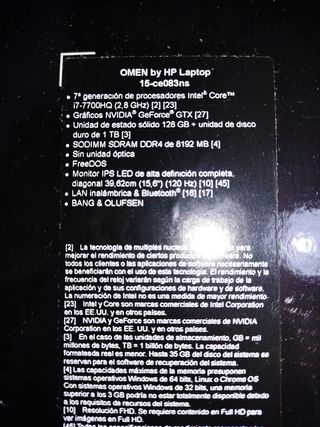 OMEN by HP Laptop
15-ce083ns
• 7ª generación de procesadores Intel® Core™
i7-7700HQ (2,8 GHz) [2] [23]
• Gráficos NVIDIA® GeForce® GTX [27]
• Unidad de estado sólido 128 GB + unidad de disco
duro de 1 TB [3]
• SODIMM SDRAM DDR4 de 8192 MB [4]
• Sin unidad óptica
• FreeDOS
• Monitor IPS LED de alta definición completa,
diagonal 39,62cm (15,6") (120 Hz) [10] [45]
• LAN inalámbrica & Bluetooth® [16] [17]
• BANG & OLUFSEN
[2] La tecnología de múltiples núcleos para
mejorar el rendimiento de ciertos productos de software. No
todos los clientes o las aplicaciones de software necesariamente
se beneficiarán con el uso de esta tecnología. El rendimiento y la
frecuencia del reloj variarán según la carga de trabajo de la
aplicación y de sus configuraciones de hardware y de software.
La numeración de Intel no es una medida de mayor rendimiento.
[23] Intel y Core son marcas comerciales de Intel Corporation
en los EE. UU. y en otros países.
[27] NVIDIA y GeForce son marcas comerciales de NVIDIA
Corporation en los EE. UU. y en otros países.
[3] En el caso de las unidades de almacenamiento, GB = mil
millones de bytes, TB = un billón de bytes. La capacidad
formateada real es menor. Hasta 35 GB del disco del sistema se
reservan para el software de recuperación del sistema.
[4] Las capacidades máximas de la memoria suponen
sistemas operativos Windows de 64 bits, Linux o Chrome OS
Con sistemas operativos Windows de 32 bits, una memoria
superior a los 3 GB podría no estar totalmente disponible debido
a los requisitos de recursos del sistema.
[10] Resolución FHD. Se requiere contenido en Full HD para
ver imágenes en Full HD.